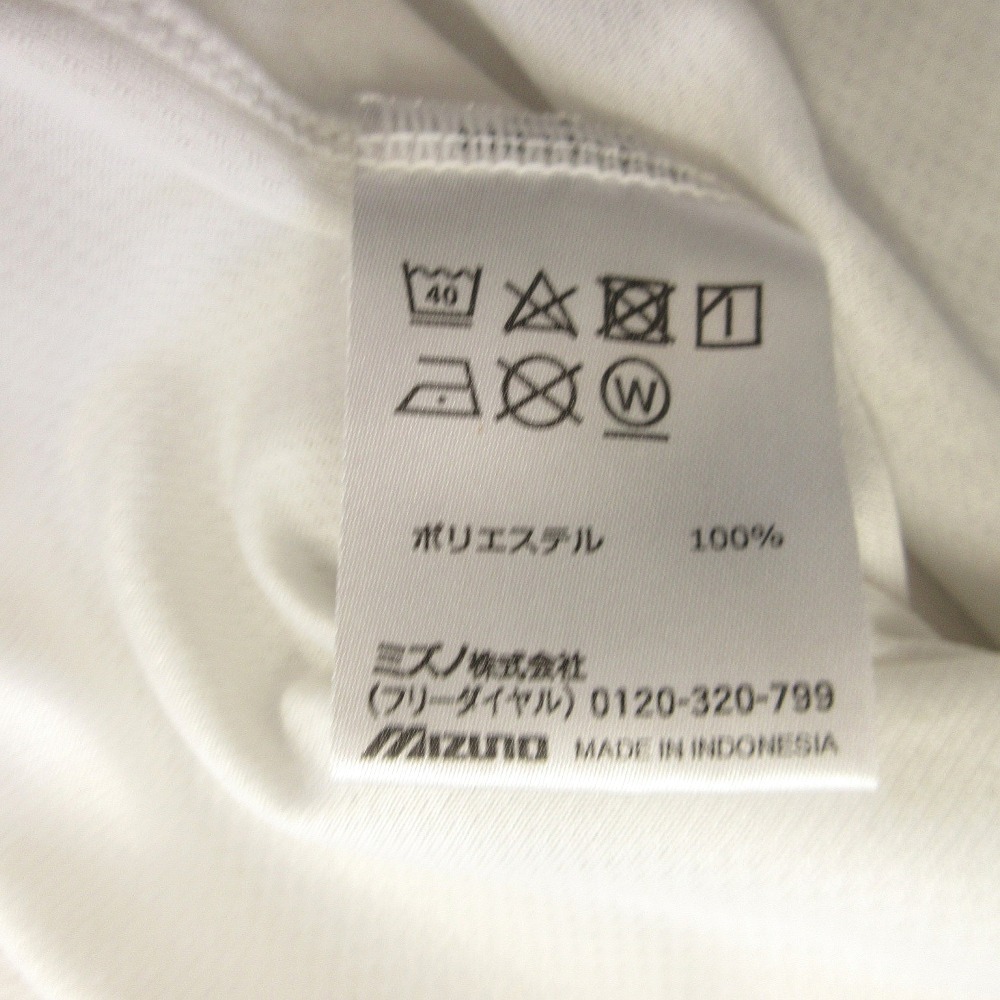 40
W
ポリエステル 100%
ミズノ株式会社
(フリーダイヤル) 0120-320-799
Mizuno MADE IN INDONESIA